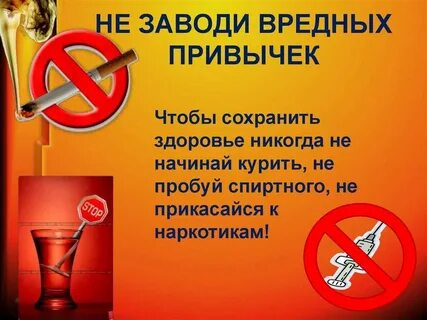 НЕ ЗАВОДИ ВРЕДНЫХ
ПРИВЫЧЕК
Чтобы сохранить
здоровье никогда не
начинай курить, не
пробуй спиртного, не
прикасайся к
наркотикам!
STOP